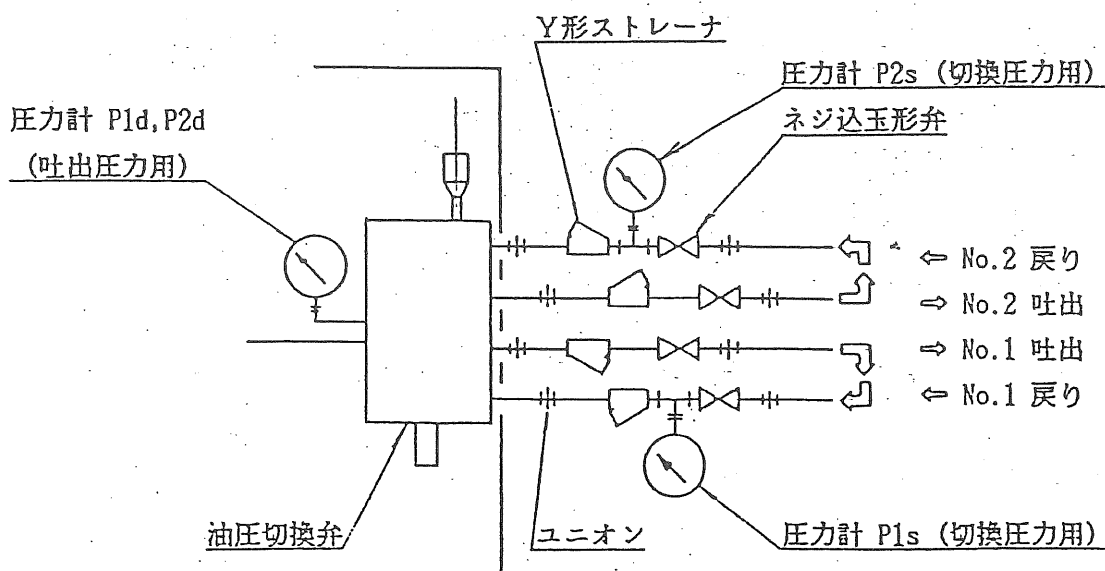 Y形ストレーナ
圧力計 P2s (切換圧力用)
圧力計 P1d,P2d
(吐出圧力用)
ネジ込玉形弁
⇦ No.2 戻り
⇨ No.2 吐出
⇨ No.1 吐出
⇦ No.1 戻り
油圧切換弁
ユニオン
圧力計 P1s (切換圧力用)